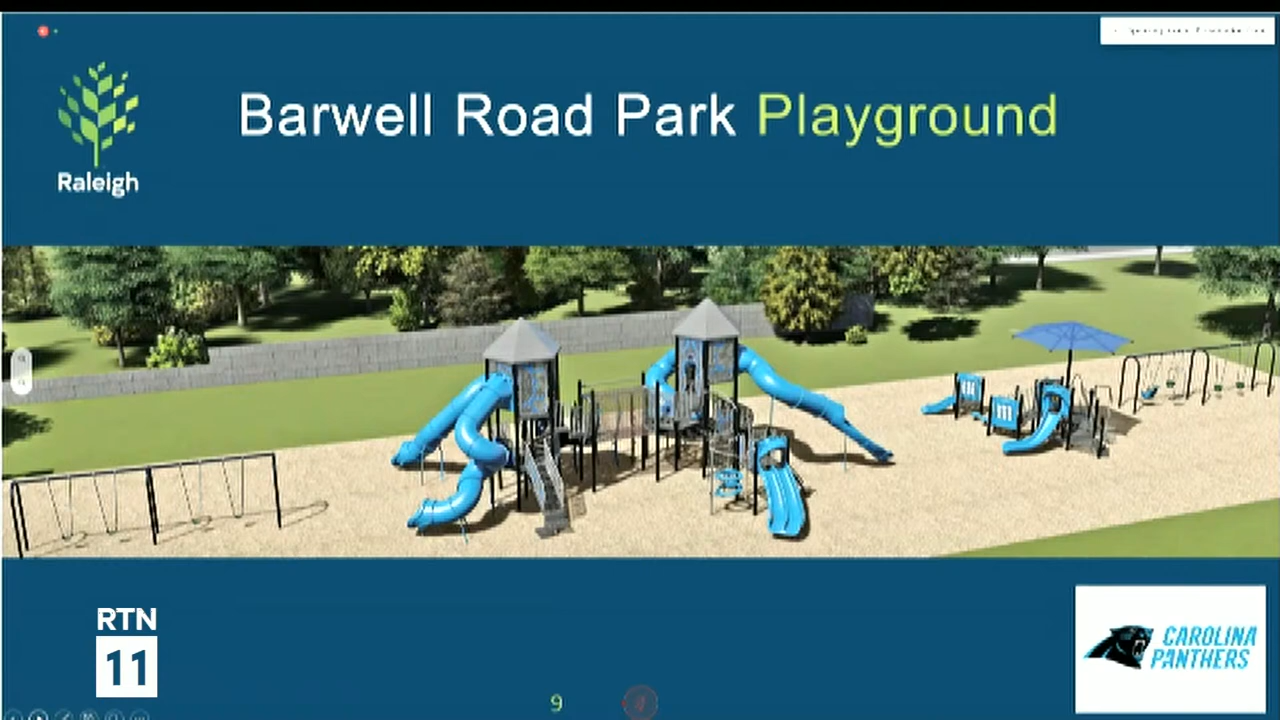 Raleigh
Barwell Road Park Playground
RTN
11
9
CAROLINA
PANTHERS